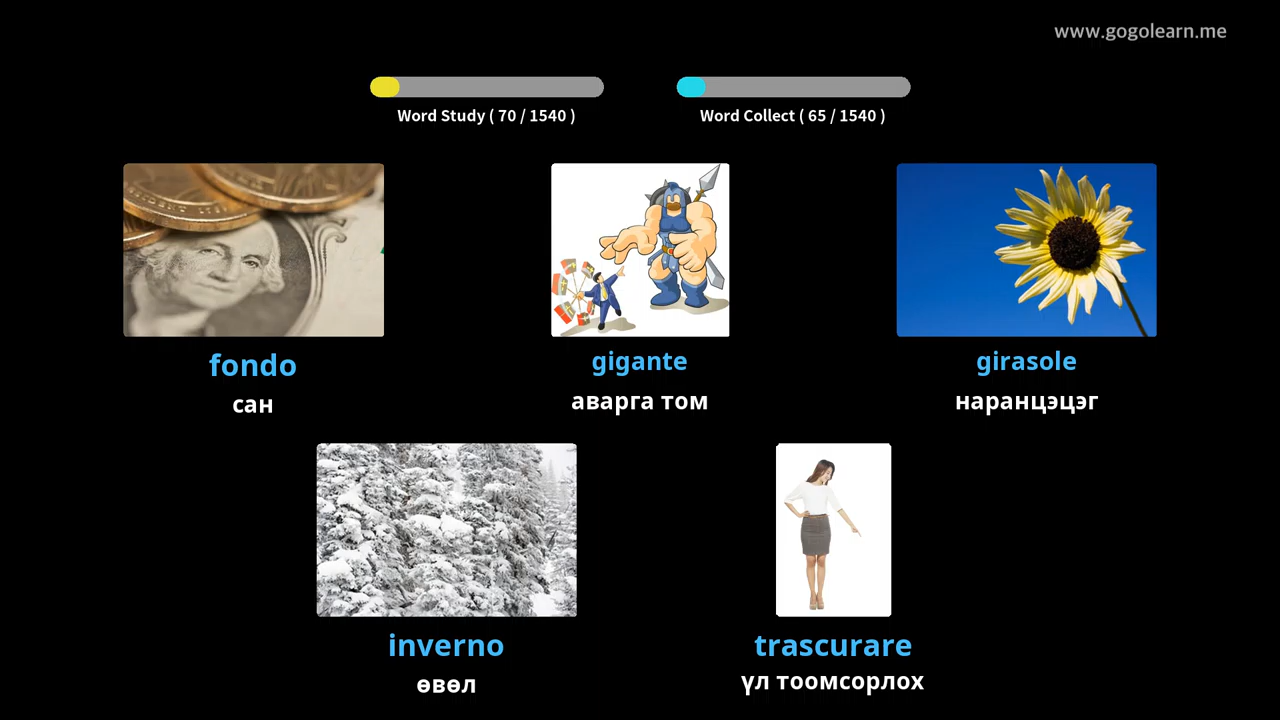 www.gogolearn.me
Word Study ( 70 / 1540 )
Word Collect ( 65 / 1540 )
fondo
сан
gigante
аварга том
girasole
наранцэцэг
inverno
өвөл
trascurare
үл тоомсорлох